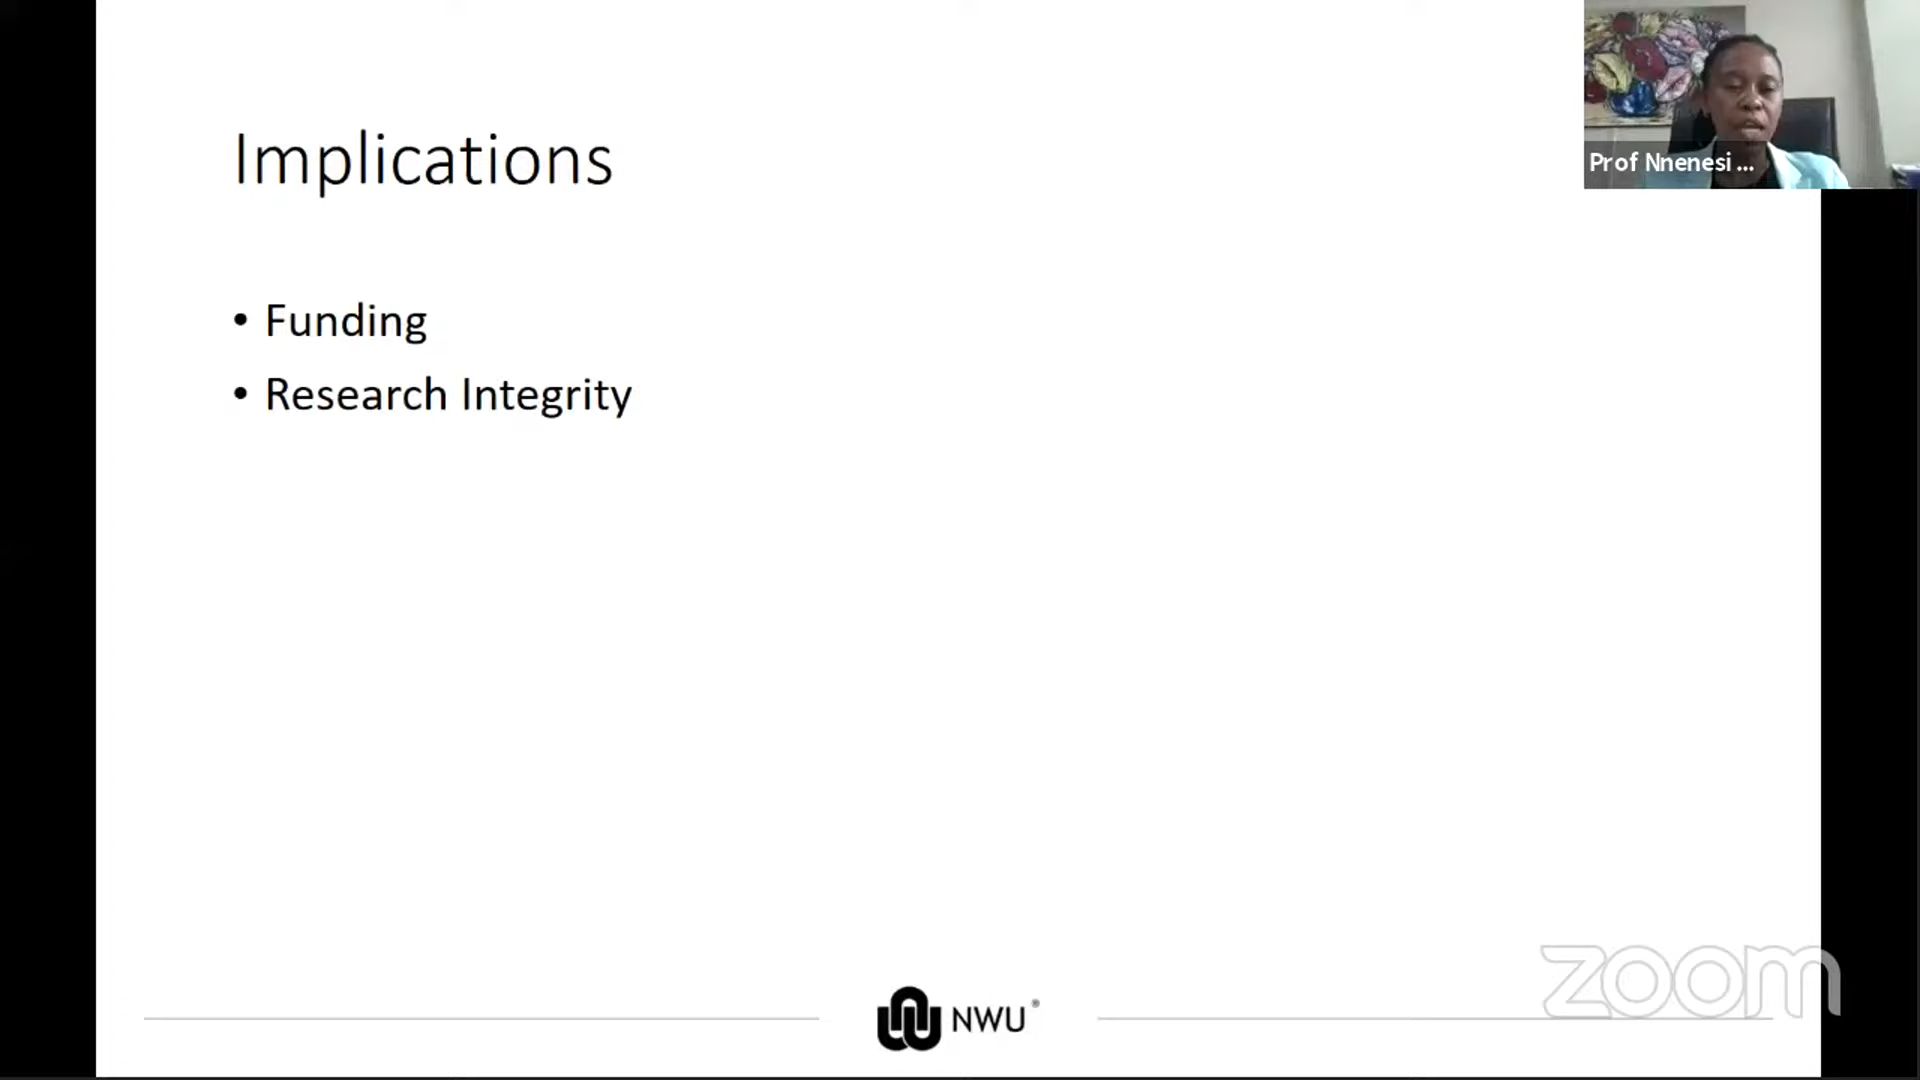 Implications
• Funding
• Research Integrity
Prof Nnenesi ...
NWU®
zoom